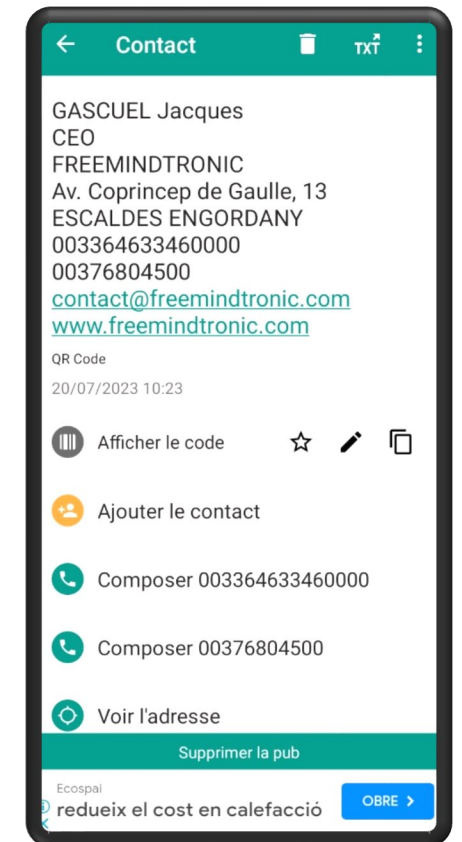 Contact
TXT
GASCUEL Jacques
CEO
FREEMINDTRONIC
Av. Coprincep de Gaulle, 13
ESCALDES ENGORDANY
003364633460000
00376804500
contact@freemindtronic.com
www.freemindtronic.com
QR Code
20/07/2023 10:23
Afficher le code
Ajouter le contact
Composer 003364633460000
Composer 00376804500
Voir l'adresse
Supprimer la pub
Ecospai
redueix el cost en calefacció
OBRE